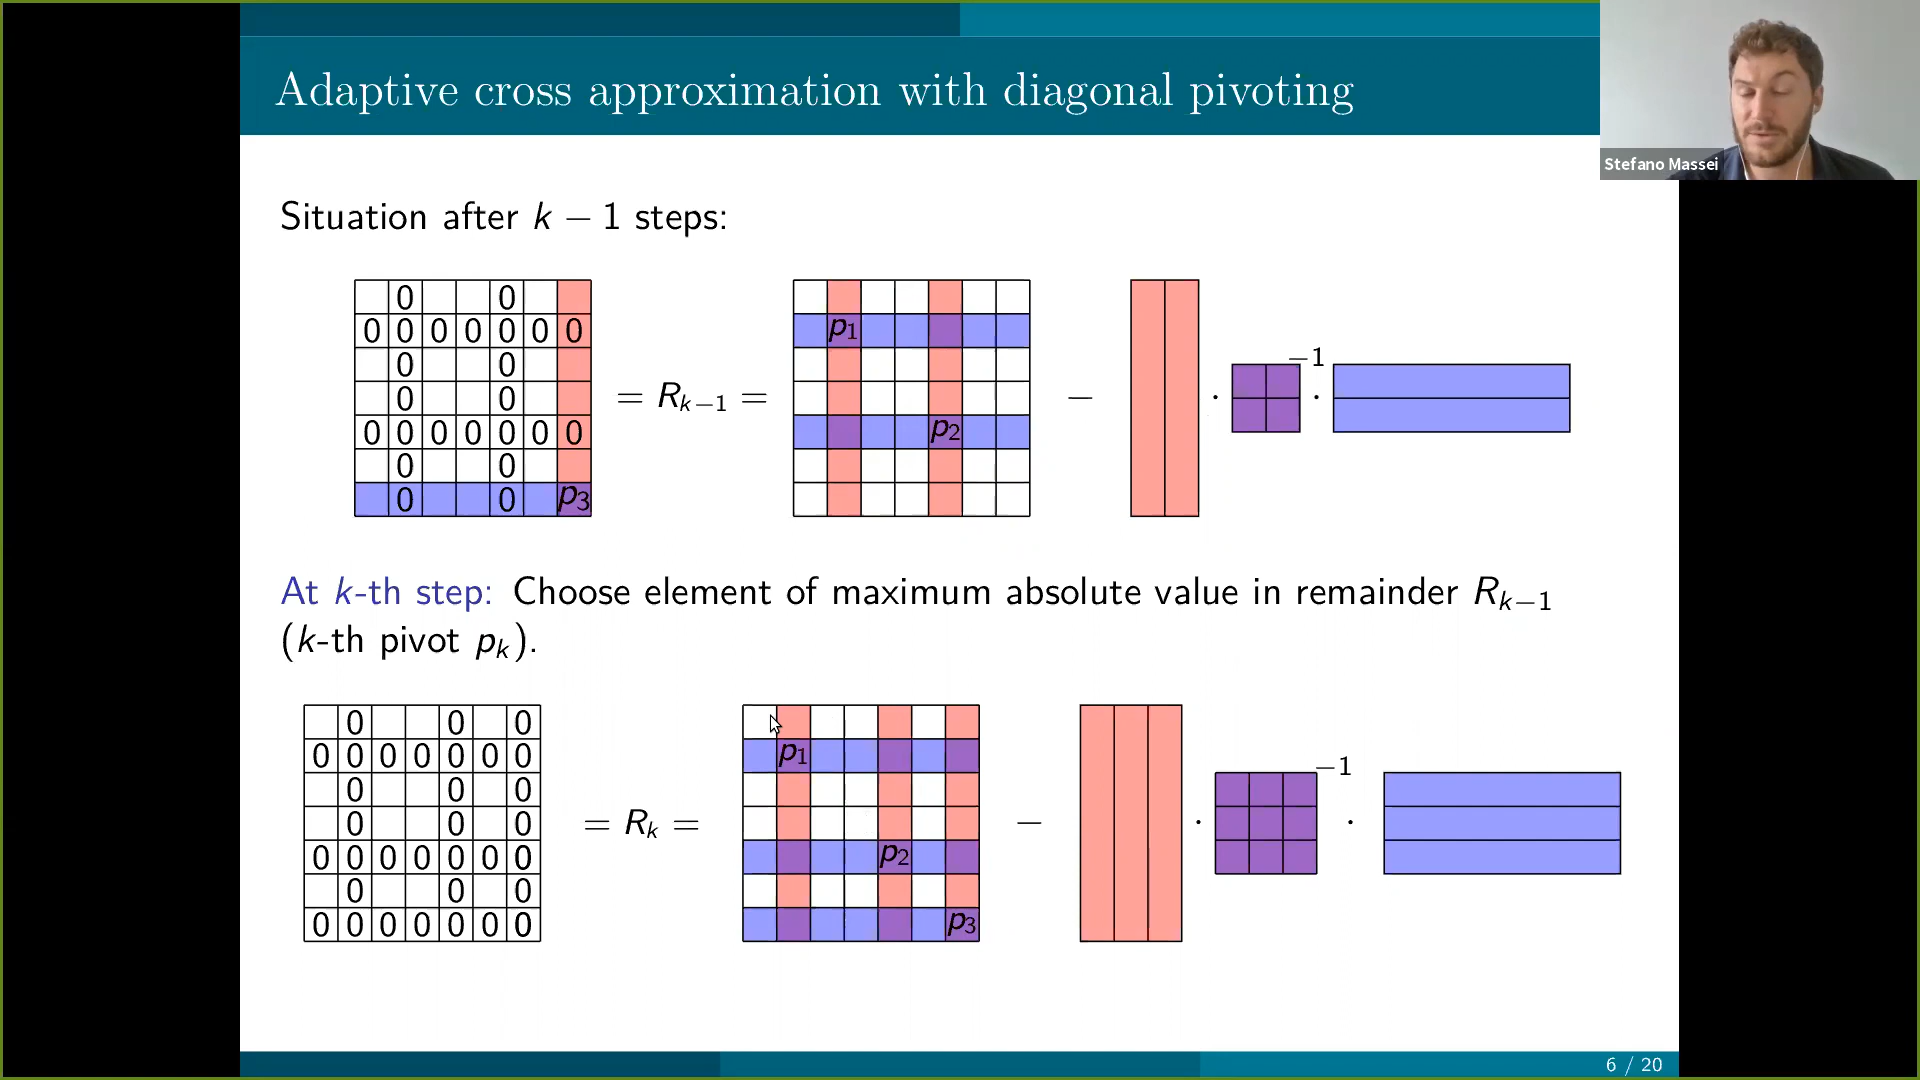 Adaptive cross approximation with diagonal pivoting
Stefano Massei
Situation after k − 1 steps:
0 0
0 0 0 0 0 0 0
0 0
0 0
0 0 0 0 0 0 0
0 0
0 0 p3
= Rk−1 =
p1
p2
−
·
−1
·
At k-th step: Choose element of maximum absolute value in remainder Rk−1
(k-th pivot pk).
0 0 0
0 0 0 0 0 0 0
0 0 0
0 0 0
0 0 0 0 0 0 0
0 0 0
0 0 0 0 0 0 0
= Rk =
p1
p2
p3
−
·
−1
·
6 / 20